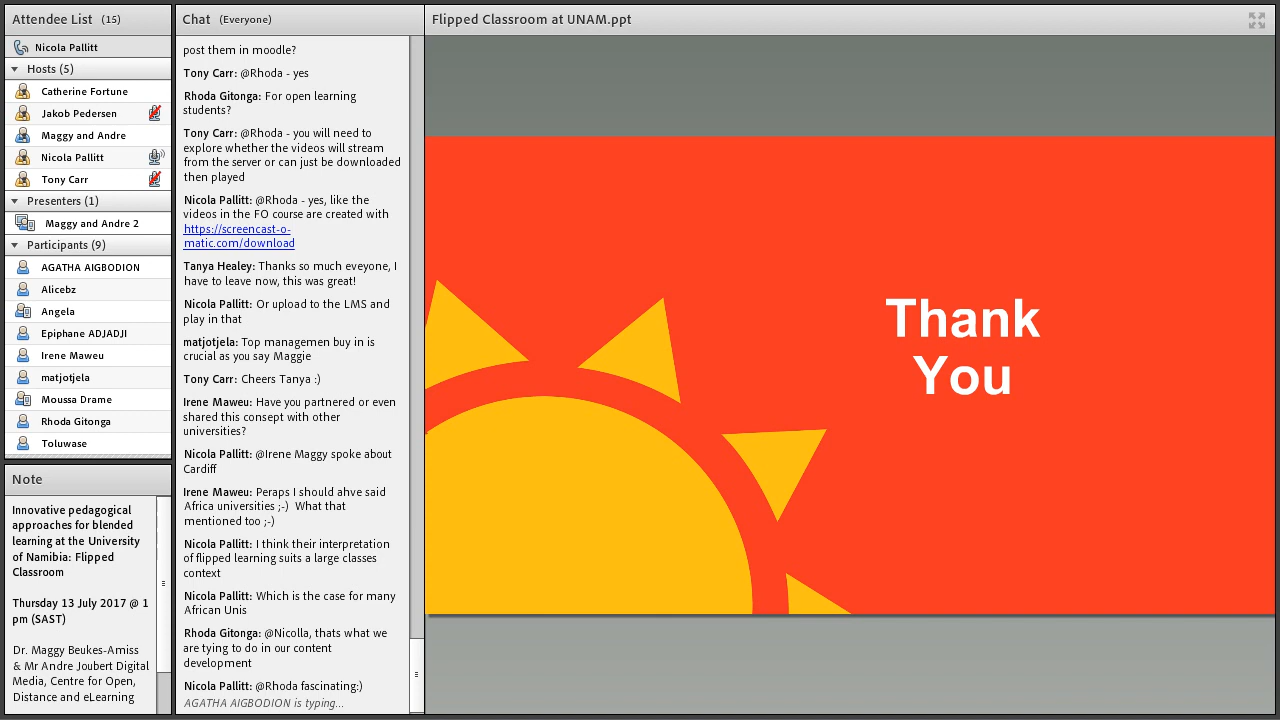 Attendee List (15)
Nicola Pallitt
Hosts (5)
Catherine Fortune
Jakob Pedersen
Maggy and Andre
Nicola Pallitt
Tony Carr
Presenters (1)
Maggy and Andre 2
Participants (9)
AGATHA AIGBODION
Alicebz
Angela
Epiphane ADJADJI
Irene Maweu
matjotjela
Moussa Drame
Rhoda Gitonga
Toluwase
Note
Innovative pedagogical
approaches for blended
learning at the University
of Namibia: Flipped
Classroom
Thursday 13 July 2017 @ 1
pm (SAST)
Dr. Maggy Beukes-Amiss
& Mr Andre Joubert Digital
Media, Centre for Open,
Distance and eLearning
Chat (Everyone)
post them in moodle?
Tony Carr: @Rhoda - yes
Rhoda Gitonga: For open learning
students?
Tony Carr: @Rhoda - you will need to
explore whether the videos will stream
from the server or can just be downloaded
then played
Nicola Pallitt: @Rhoda - yes, like the
videos in the FO course are created with
https://screencast-o-
matic.com/download
Tanya Healey: Thanks so much eveyone, I
have to leave now, this was great!
Nicola Pallitt: Or upload to the LMS and
play in that
matjotjela: Top managemen buy in is
crucial as you say Maggie
Tony Carr: Cheers Tanya :)
Irene Maweu: Have you partnered or even
shared this consept with other
universities?
Nicola Pallitt: @Irene Maggy spoke about
Cardiff
Irene Maweu: Peraps I should ahve said
Africa universities ;-)  What that
mentioned too ;-)
Nicola Pallitt: I think their interpretation
of flipped learning suits a large classes
context
Nicola Pallitt: Which is the case for many
African Unis
Rhoda Gitonga: @Nicolla, thats what we
are tying to do in our content
development
Nicola Pallitt: @Rhoda fascinating:)
AGATHA AIGBODION is typing...
Flipped Classroom at UNAM.ppt
Thank
You